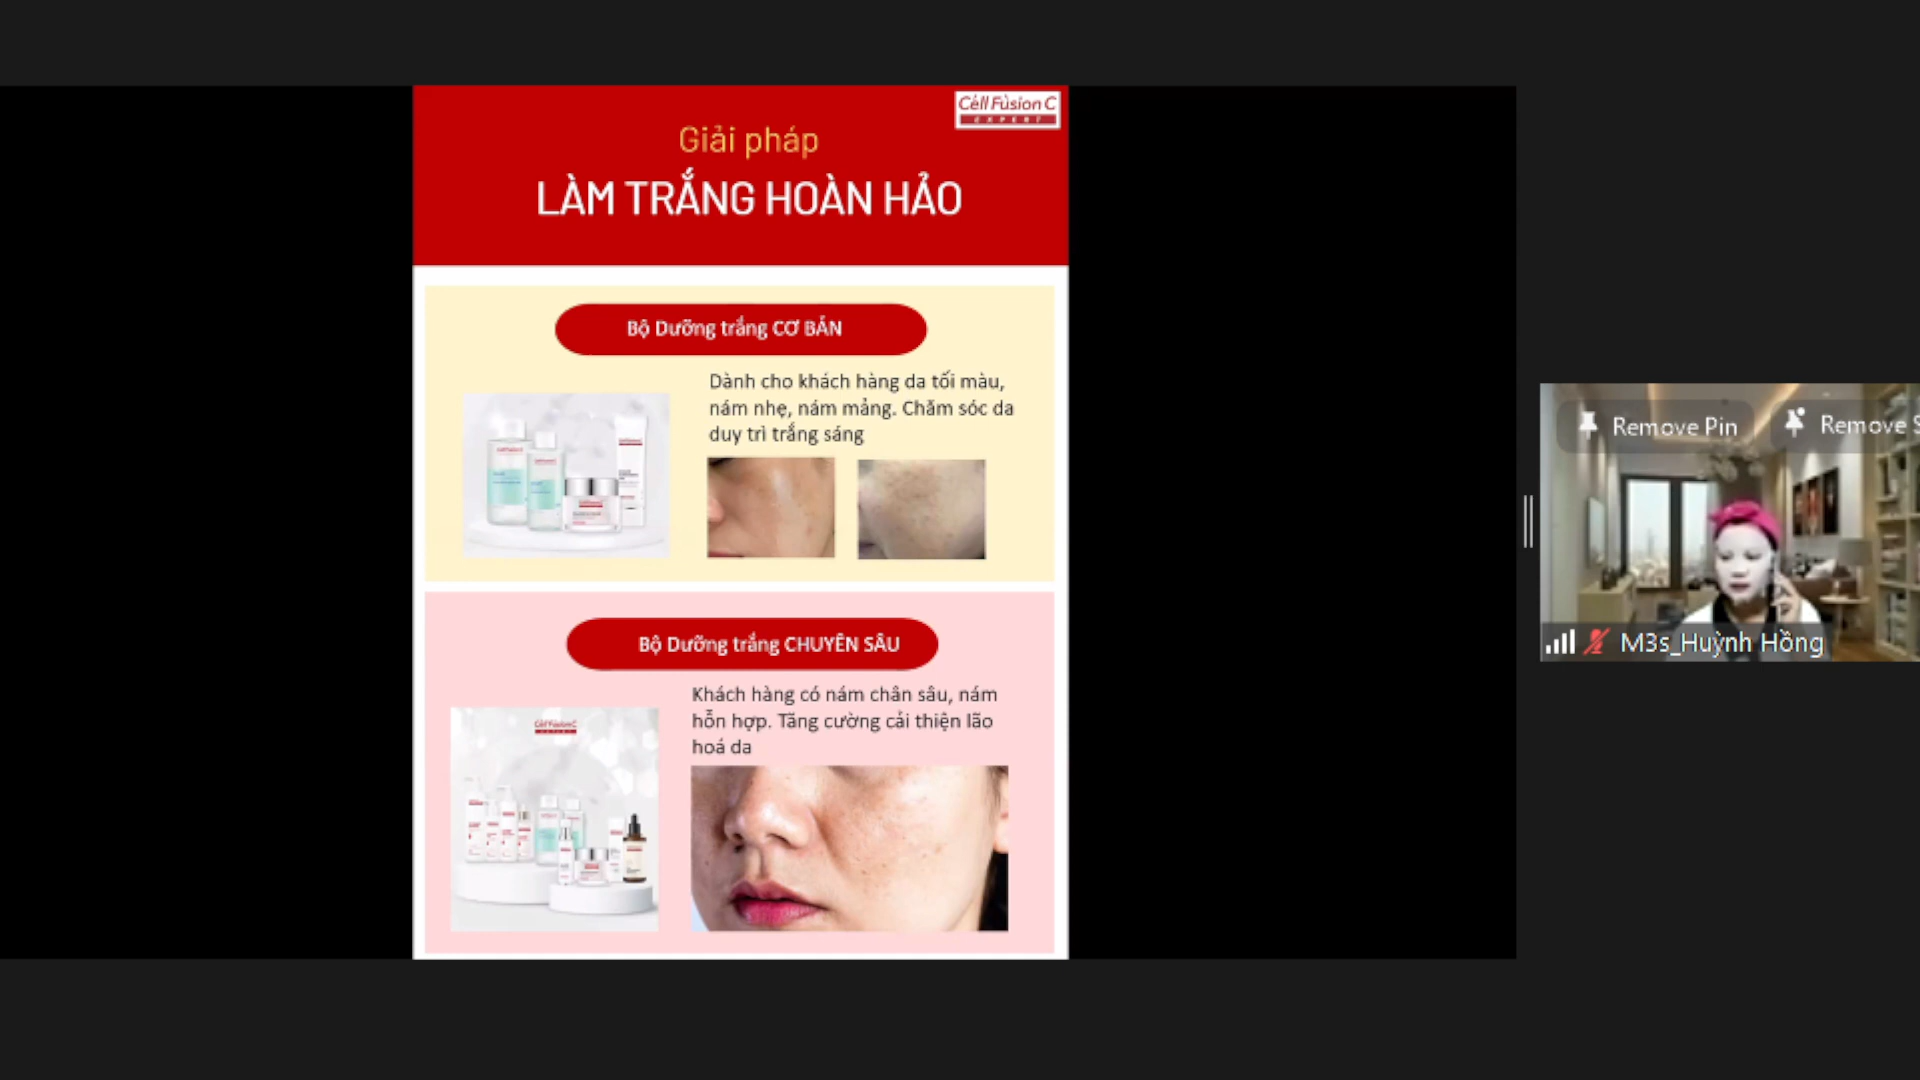 Cell Fusion C
EXPERT
Giải pháp
LÀM TRẮNG HOÀN HẢO
Bộ Dưỡng trắng CƠ BẢN
Dành cho khách hàng da tối màu,
nám nhẹ, nám mảng. Chăm sóc da
duy trì trắng sáng
Bộ Dưỡng trắng CHUYÊN SÂU
Khách hàng có nám chân sâu, nám
hỗn hợp. Tăng cường cải thiện lão
hoá da
Cell Fusion C
Remove Pin
Remove S
M3s_Huỳnh Hồng